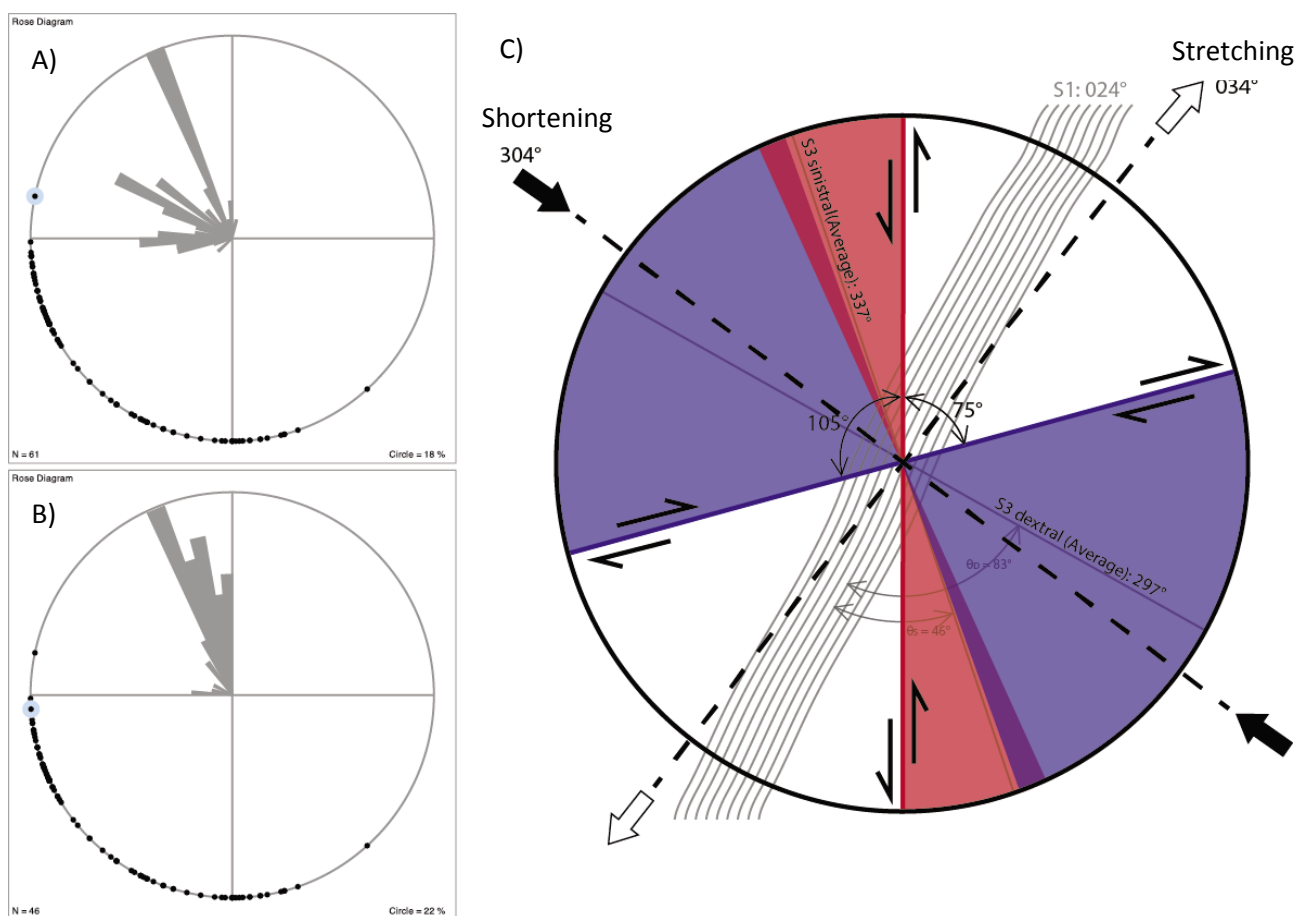 Rose Diagram
A)
N = 61
Circle = 18 %
Rose Diagram
B)
N = 46
Circle = 22 %
C)
Stretching
034°
S1: 024°
Shortening
304°
S3 sinistral(Average): 337°
105°
75°
S3 dextral (Average): 297°
θD = 83°
θs = 46°